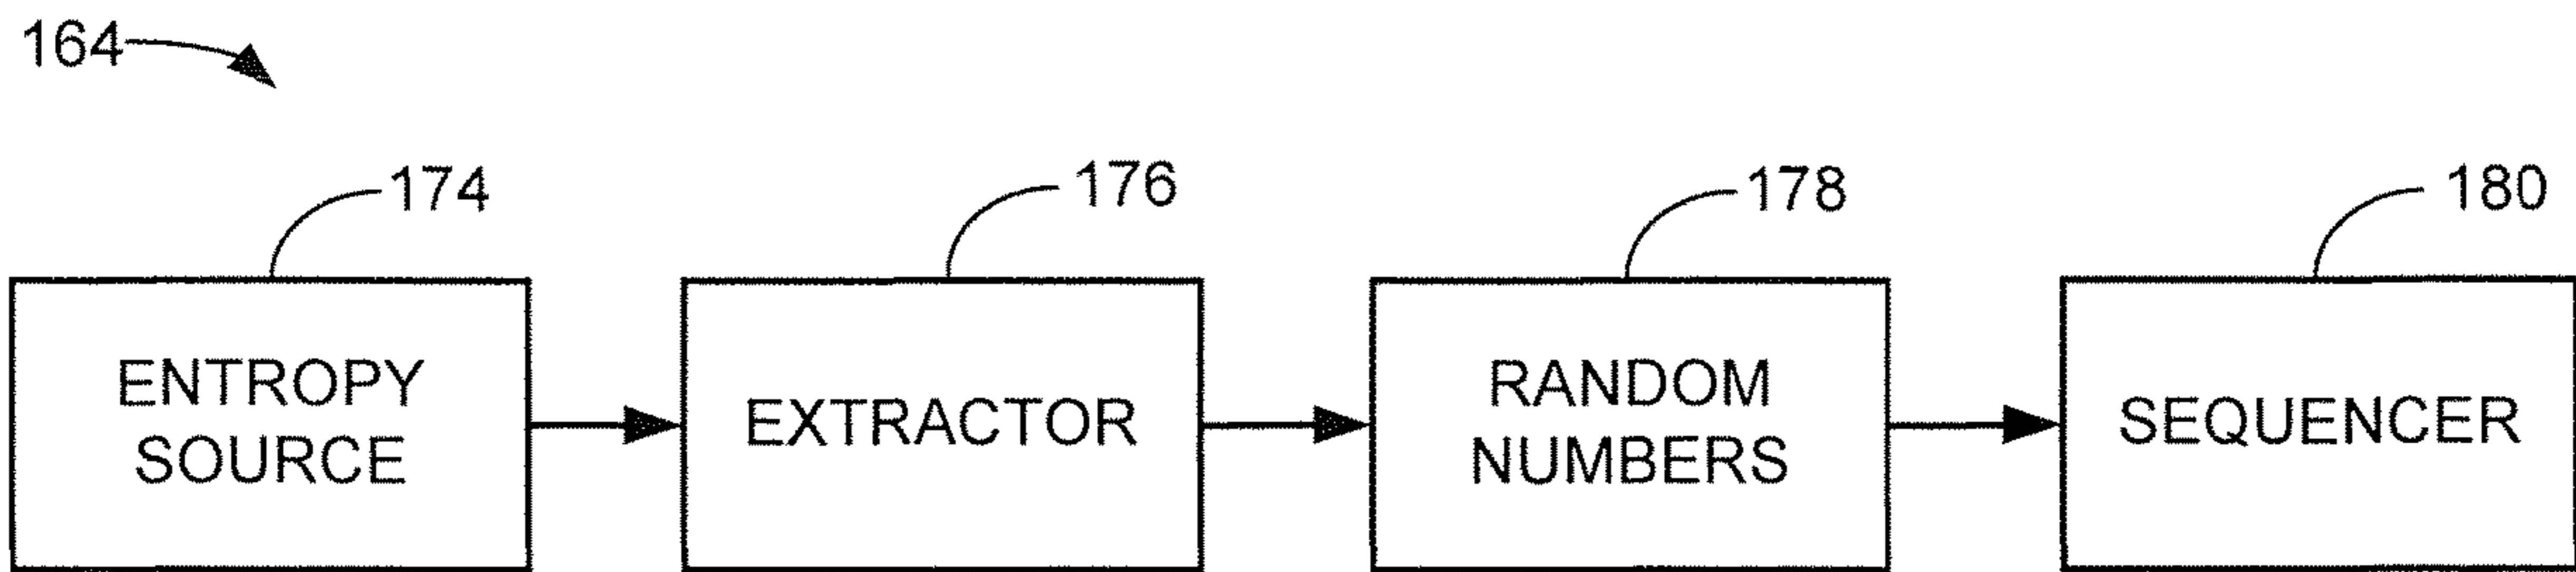 164
174
176
178
180
ENTROPY
SOURCE
EXTRACTOR
RANDOM
NUMBERS
SEQUENCER